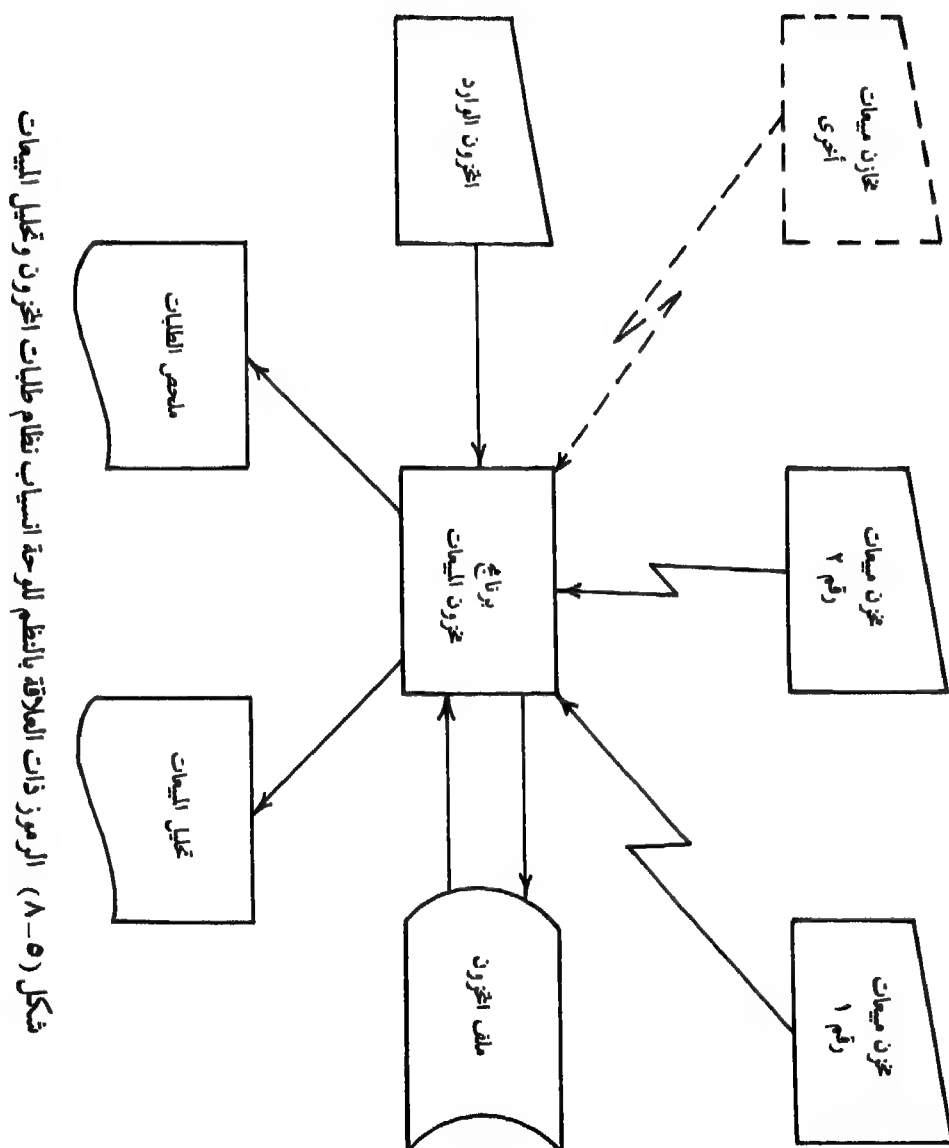 مخزن مبيعات
رقم ١
مخزن مبيعات
رقم ٢
مخازن مبيعات
أخرى
ملف المخزون
برنامج
مخزون المبيعات
المخزون الوارد
تحليل المبيعات
ملخص الطلبات
شكل (٥-٨) الرموز ذات العلاقة بالنظم للوحة انسياب نظام طلبات المخزون وتحليل المبيعات